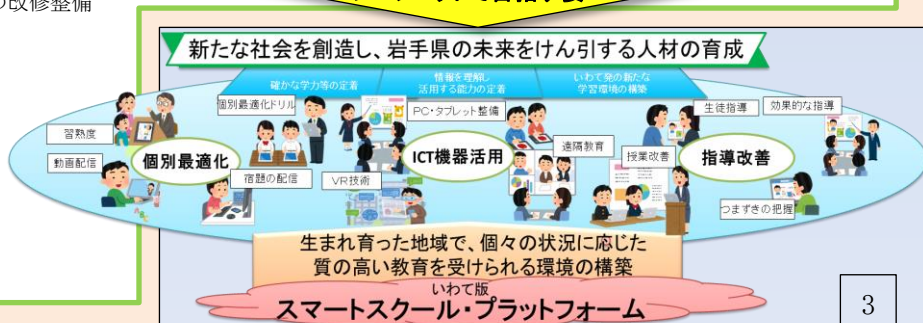 の改修整備
で目指す姿
新たな社会を創造し、岩手県の未来をけん引する人材の育成
確かな学力等の定着
情報を理解し
活用する能力の定着
いわて発の新たな
学習環境の構築
個別最適化ドリル
PC・タブレット整備
生徒指導
効果的な指導
習熟度
動画配信
個別最適化
ICT機器活用
遠隔教育
授業改善
指導改善
宿題の配信
VR技術
つまずきの把握
生まれ育った地域で、個々の状況に応じた
質の高い教育を受けられる環境の構築
いわて版
スマートスクール・プラットフォーム
3